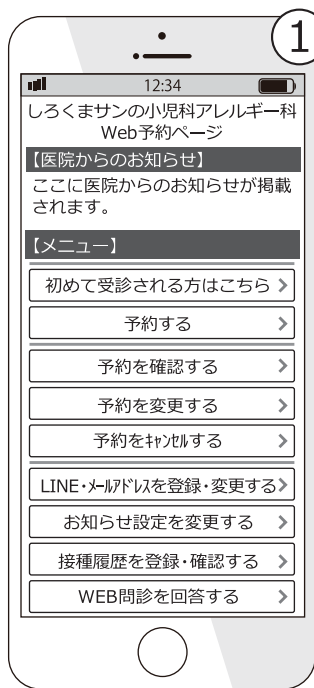 ①
12:34
しろくまサンの小児科アレルギー科
Web予約ページ
【医院からのお知らせ】
ここに医院からのお知らせが掲載
されます。
【メニュー】
初めて受診される方はこちら
予約する
予約を確認する
予約を変更する
予約をｷｬﾝｾﾙする
LINE・ﾒｰﾙｱﾄﾞﾚｽを登録・変更する
お知らせ設定を変更する
接種履歴を登録・確認する
WEB問診を回答する